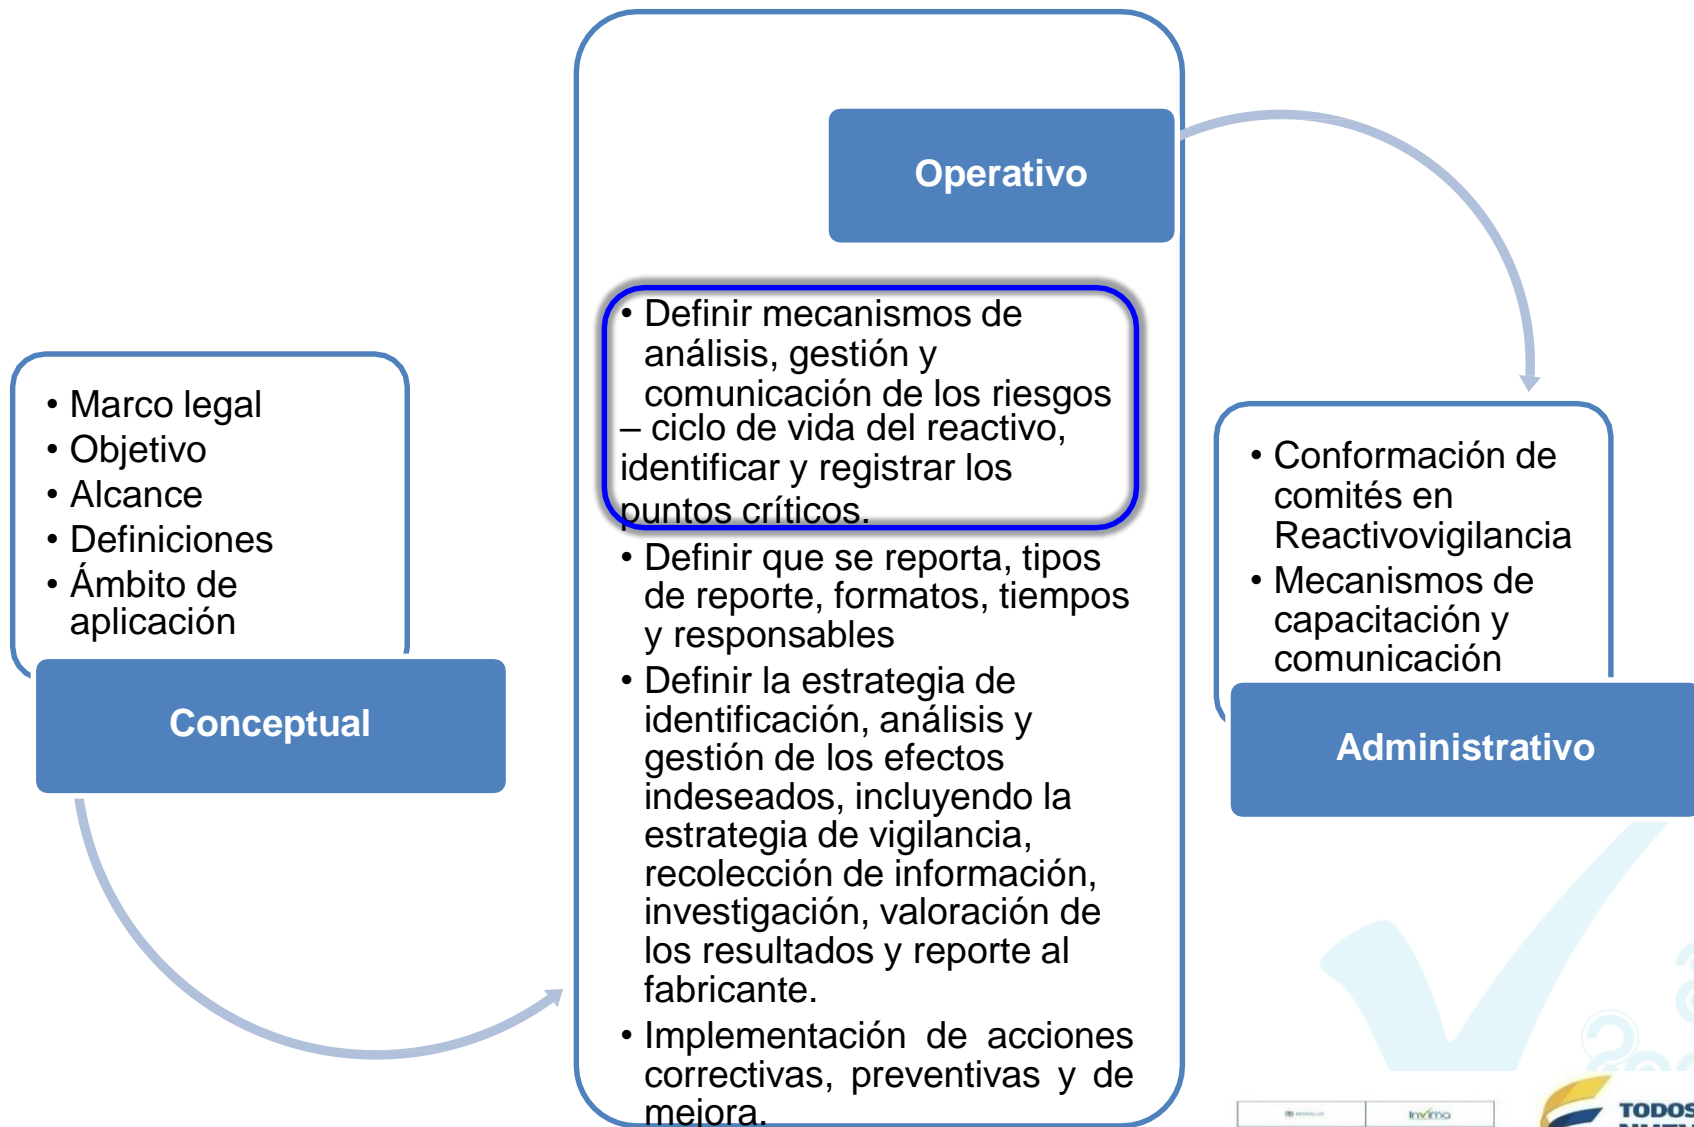 • Marco legal
• Objetivo
• Alcance
• Definiciones
• Ámbito de
aplicación
Conceptual
Operativo
• Definir mecanismos de
análisis, gestión y
comunicación de los riesgos
– ciclo de vida del reactivo,
identificar y registrar los
puntos críticos.
• Definir que se reporta, tipos
de reporte, formatos, tiempos
y responsables
• Definir la estrategia de
identificación, análisis y
gestión de los efectos
indeseados, incluyendo la
estrategia de vigilancia,
recolección de información,
investigación, valoración de
los resultados y reporte al
fabricante.
• Implementación de acciones
correctivas, preventivas y de
mejora.
• Conformación de
comités en
Reactivovigilancia
• Mecanismos de
capacitación y
comunicación
Administrativo
MINSALUD
invima
TODOS